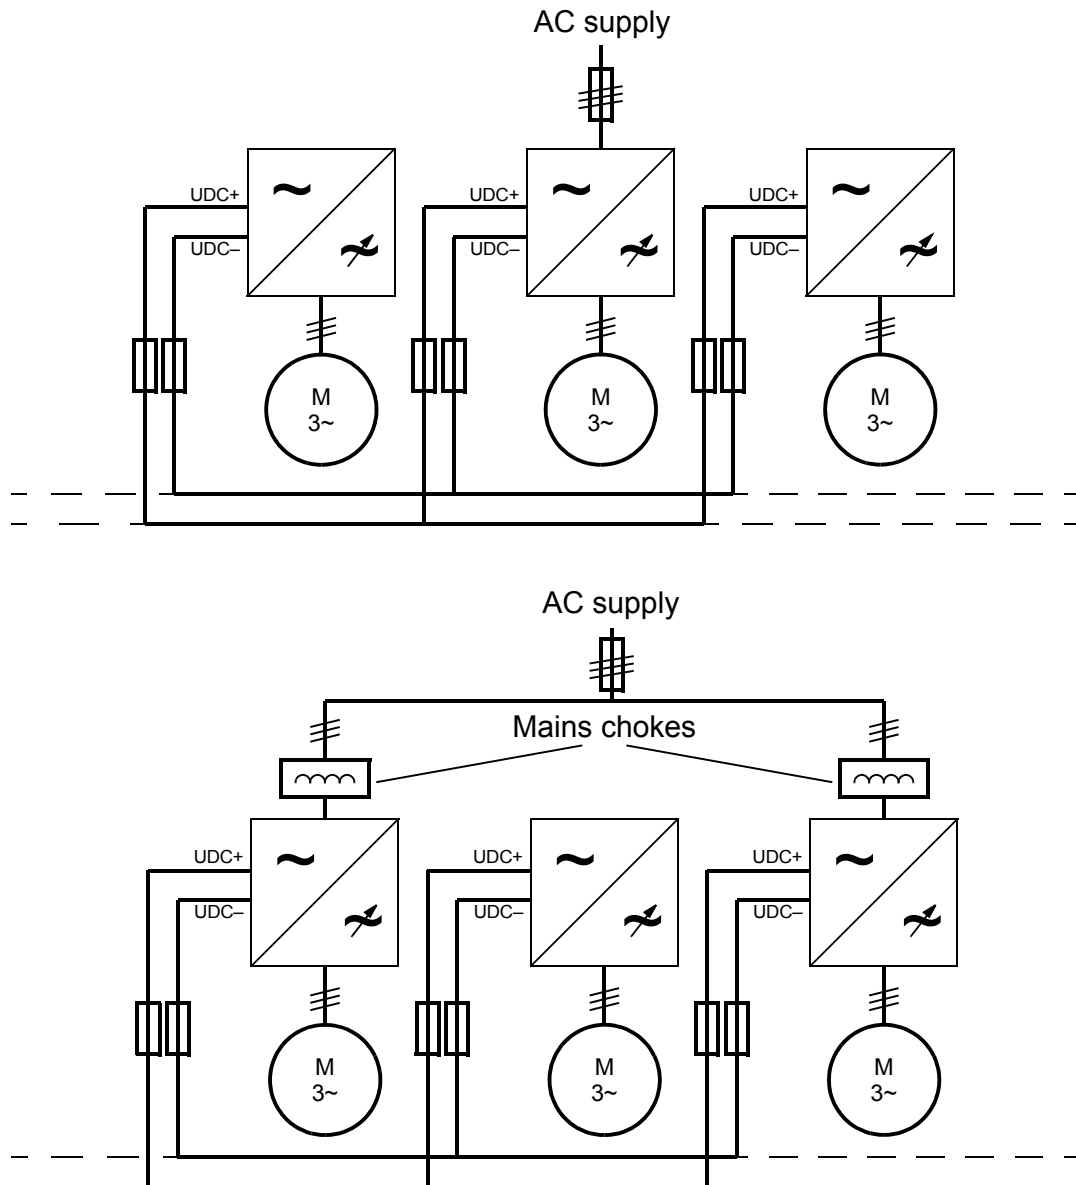 AC supply
UDC+ UDC+ UDC+
UDC– UDC– UDC–
M M M
3~ 3~ 3~
AC supply
Mains chokes
UDC+ UDC+ UDC+
UDC– UDC– UDC–
M M M
3~ 3~ 3~